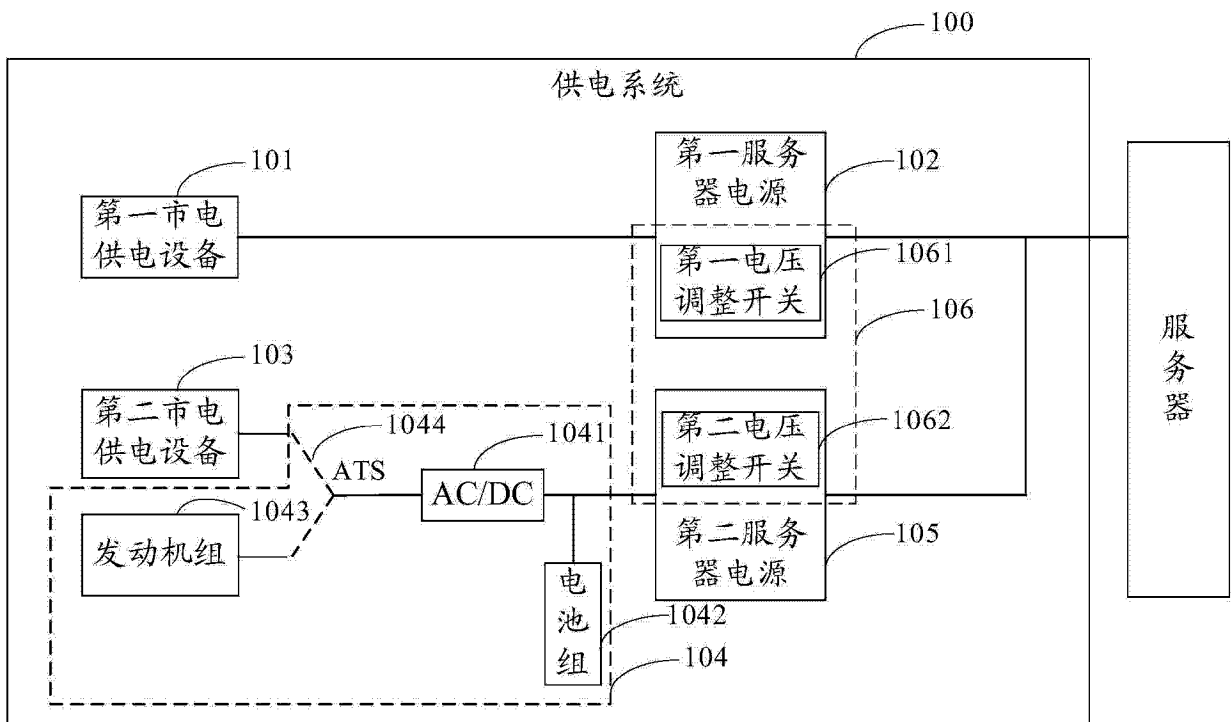 100
供电系统
101
第一市电
供电设备
第一服务
器电源
102
第一电压
调整开关
1061
106
103
第二市电
供电设备
1044
ATS
1041
AC/DC
第二电压
调整开关
1062
1043
发动机组
第二服务
器电源
105
电
池
组
1042
104
服
务
器